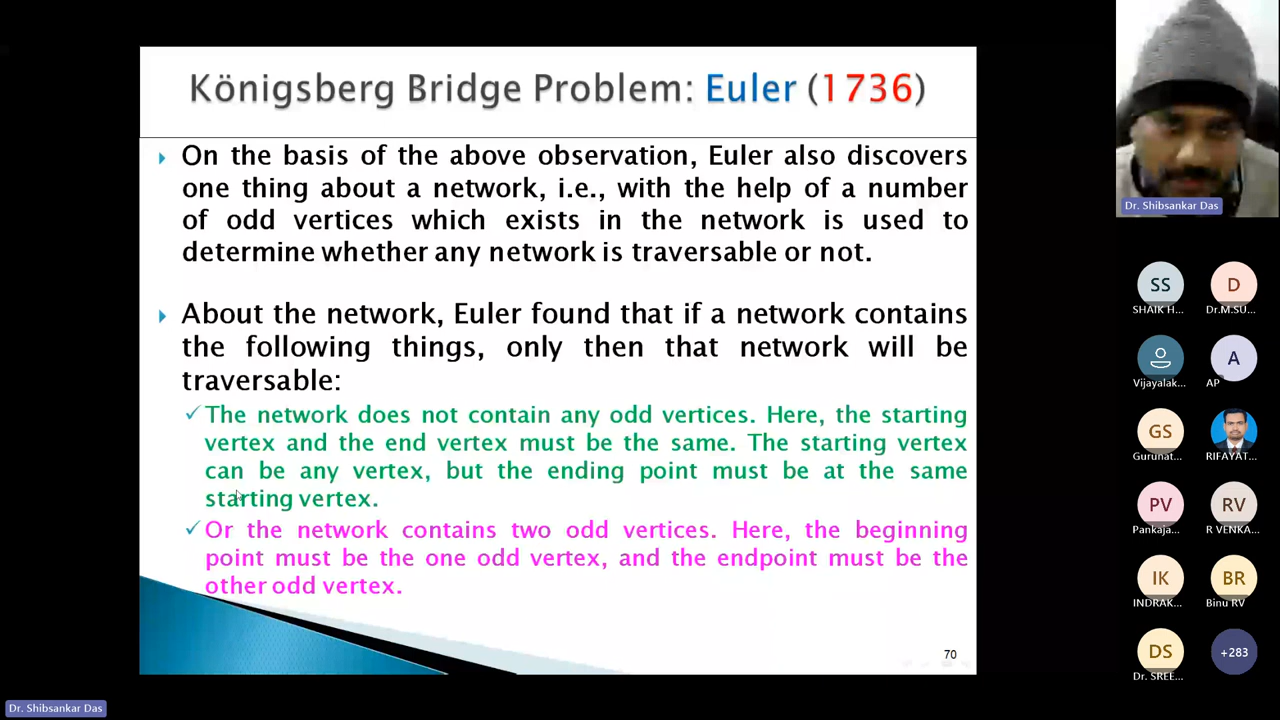 Königsberg Bridge Problem: Euler (1736)
On the basis of the above observation, Euler also discovers
one thing about a network, i.e., with the help of a number
of odd vertices which exists in the network is used to
determine whether any network is traversable or not.
About the network, Euler found that if a network contains
the following things, only then that network will be
traversable:
The network does not contain any odd vertices. Here, the starting
vertex and the end vertex must be the same. The starting vertex
can be any vertex, but the ending point must be at the same
starting vertex.
Or the network contains two odd vertices. Here, the beginning
point must be the one odd vertex, and the endpoint must be the
other odd vertex.
70
Dr. Shibsankar Das
SS
SHAIK H...
D
Dr.M.SU...
Vijayalak...
A
AP
GS
Gurunat...
RIFAYAT...
PV
Pankaja...
RV
R VENKA...
IK
INDRAK...
BR
Binu RV
DS
Dr. SREE...
+283
Dr. Shibsankar Das